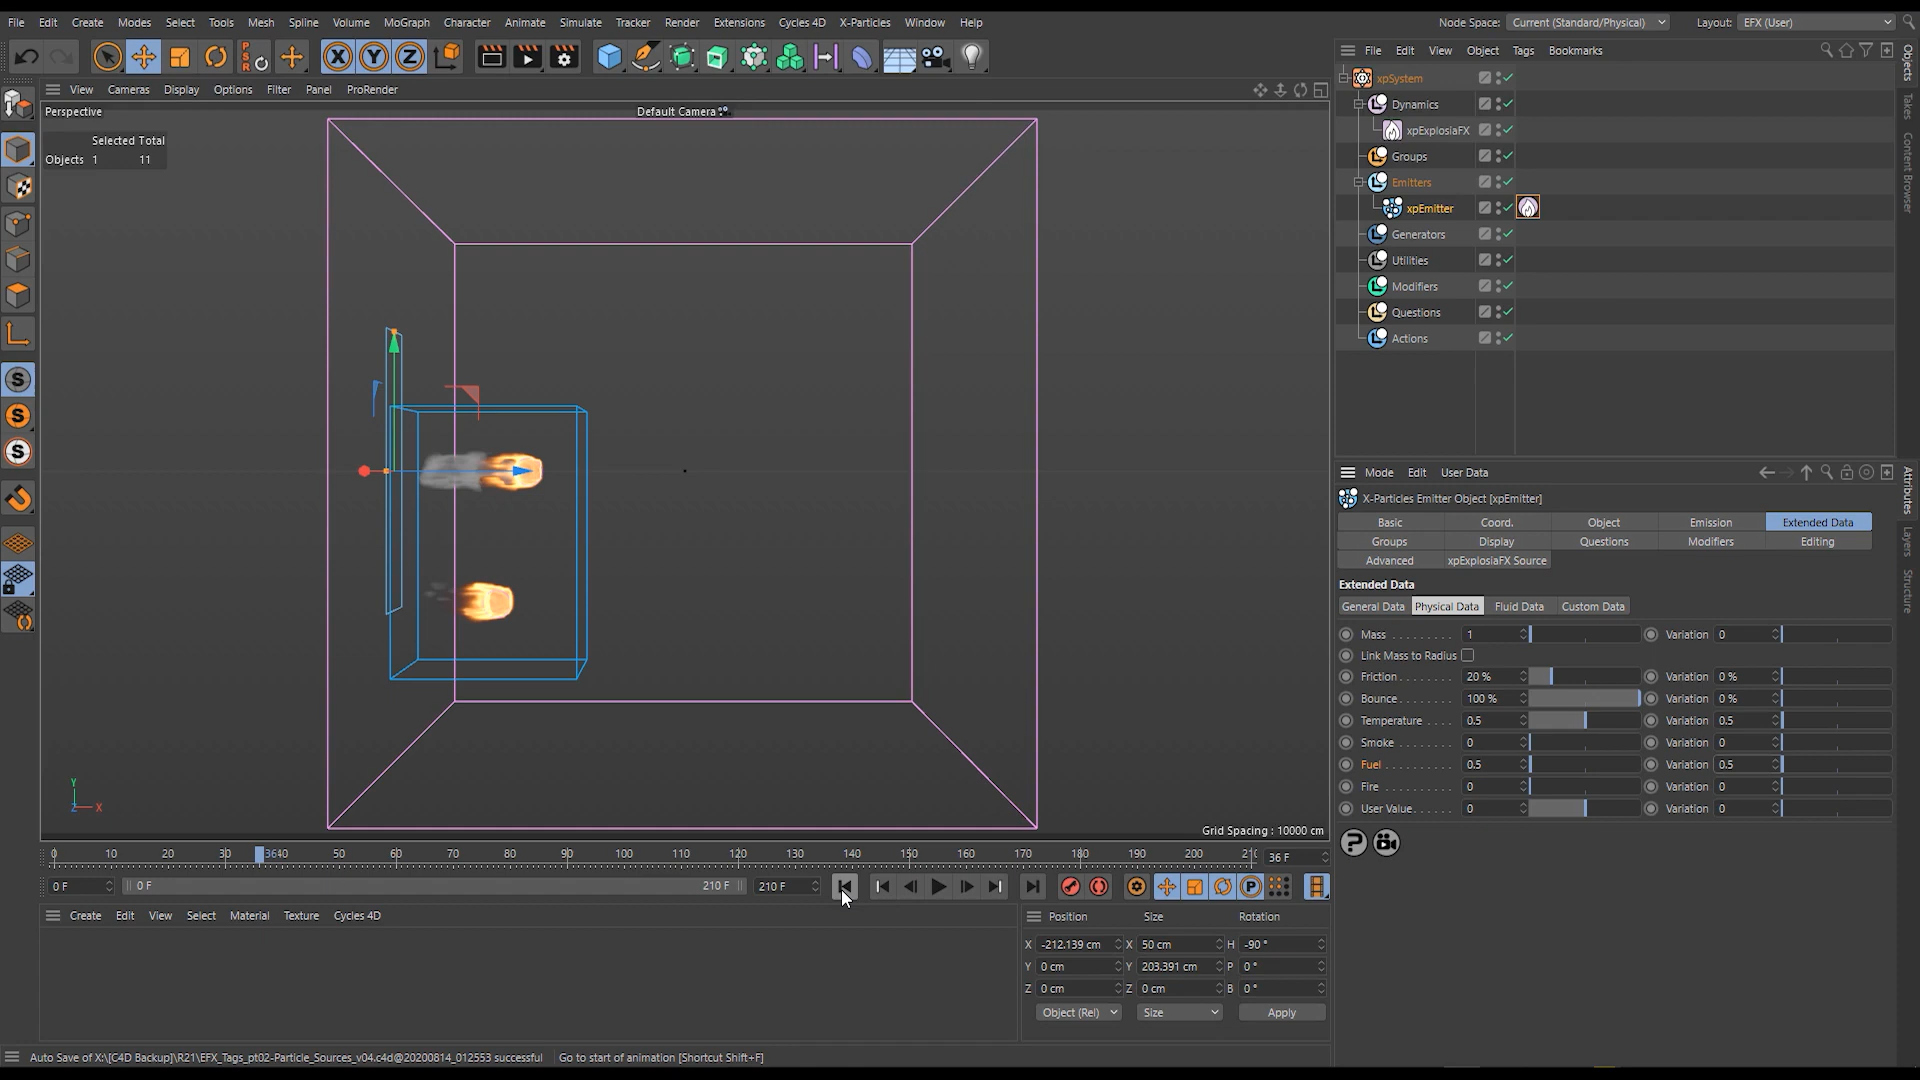 File Edit Create Modes Select Tools Mesh Spline Volume MoGraph Character Animate Simulate Tracker Render Extensions Cycles 4D X-Particles Window Help Node Space: Current (Standard/Physical) Layout: EFX (User)
File Edit View Object Tags Bookmarks
View Cameras Display Options Filter Panel ProRender
Perspective Default Camera
Selected Total
Objects 1 11
xpSystem
Dynamics
xpExplosiaFX
Groups
Emitters
xpEmitter
Generators
Utilities
Modifiers
Questions
Actions
Objects
Takes
Content Browser
Mode Edit User Data
X-Particles Emitter Object [xpEmitter]
Basic Coord. Object Emission Extended Data
Groups Display Questions Modifiers Editing
Advanced xpExplosiaFX Source
Extended Data
General Data Physical Data Fluid Data Custom Data
Mass 1 Variation 0
Link Mass to Radius
Friction 20 % Variation 0 %
Bounce 100 % Variation 0 %
Temperature 0.5 Variation 0.5
Smoke 0 Variation 0
Fuel 0.5 Variation 0.5
Fire 0 Variation 0
User Value 0 Variation 0
Attributes
Layers
Structure
Y
Z X
Grid Spacing : 10000 cm
0 10 20 30 3640 50 60 70 80 90 100 110 120 130 140 150 160 170 180 190 200 21 36 F
0 F 0 F 210 F 210 F
Create Edit View Select Material Texture Cycles 4D
Position Size Rotation
X -212.139 cm X 50 cm H -90 °
Y 0 cm Y 203.391 cm P 0 °
Z 0 cm Z 0 cm B 0 °
Object (Rel) Size Apply
Auto Save of X:\[C4D Backup]\R21\EFX_Tags_pt02-Particle_Sources_v04.c4d@20200814_012553 successful Go to start of animation [Shortcut Shift+F]